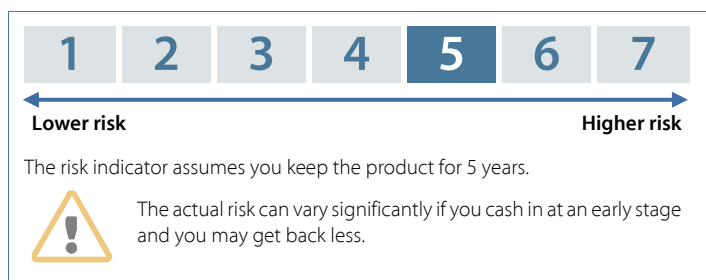 1 2 3 4 5 6 7
Lower risk Higher risk
The risk indicator assumes you keep the product for 5 years.
The actual risk can vary significantly if you cash in at an early stage
and you may get back less.